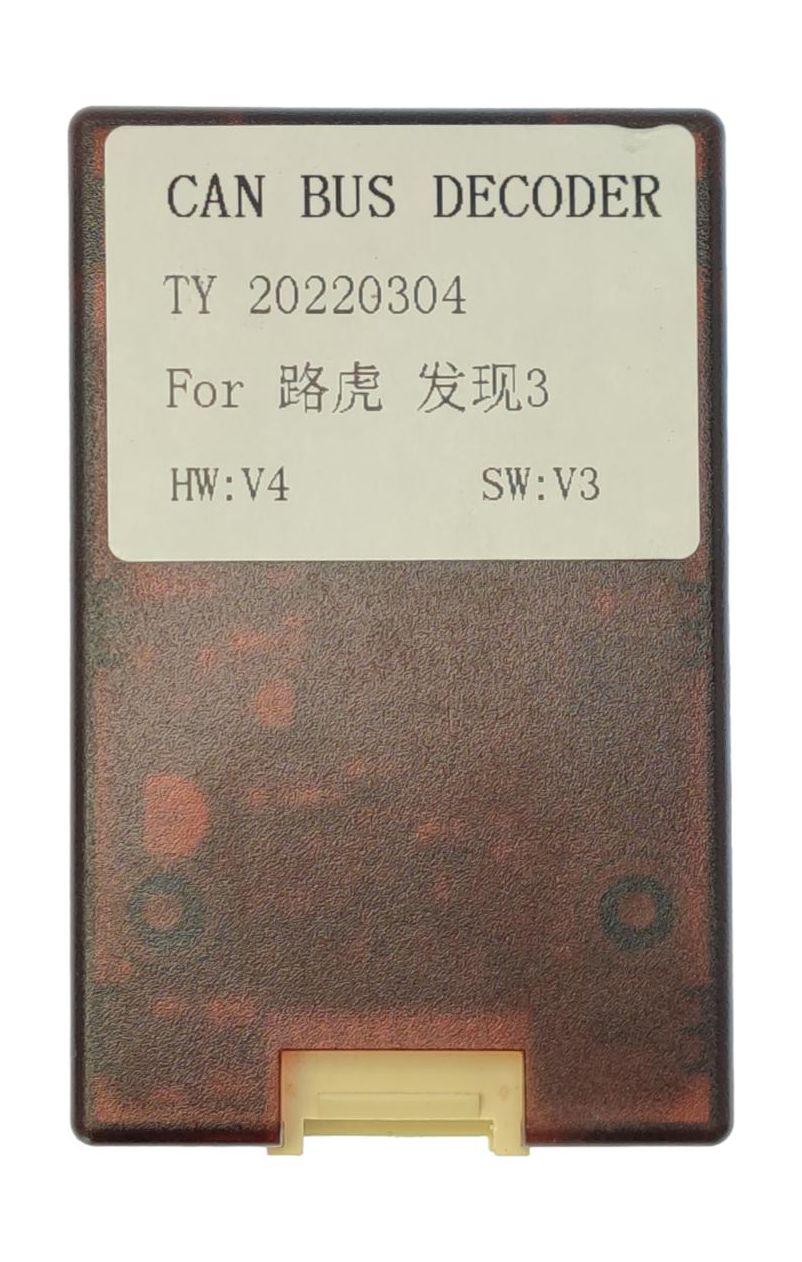 CAN BUS DECODER
TY 20220304
For 路虎 发现3
HW:V4 SW:V3